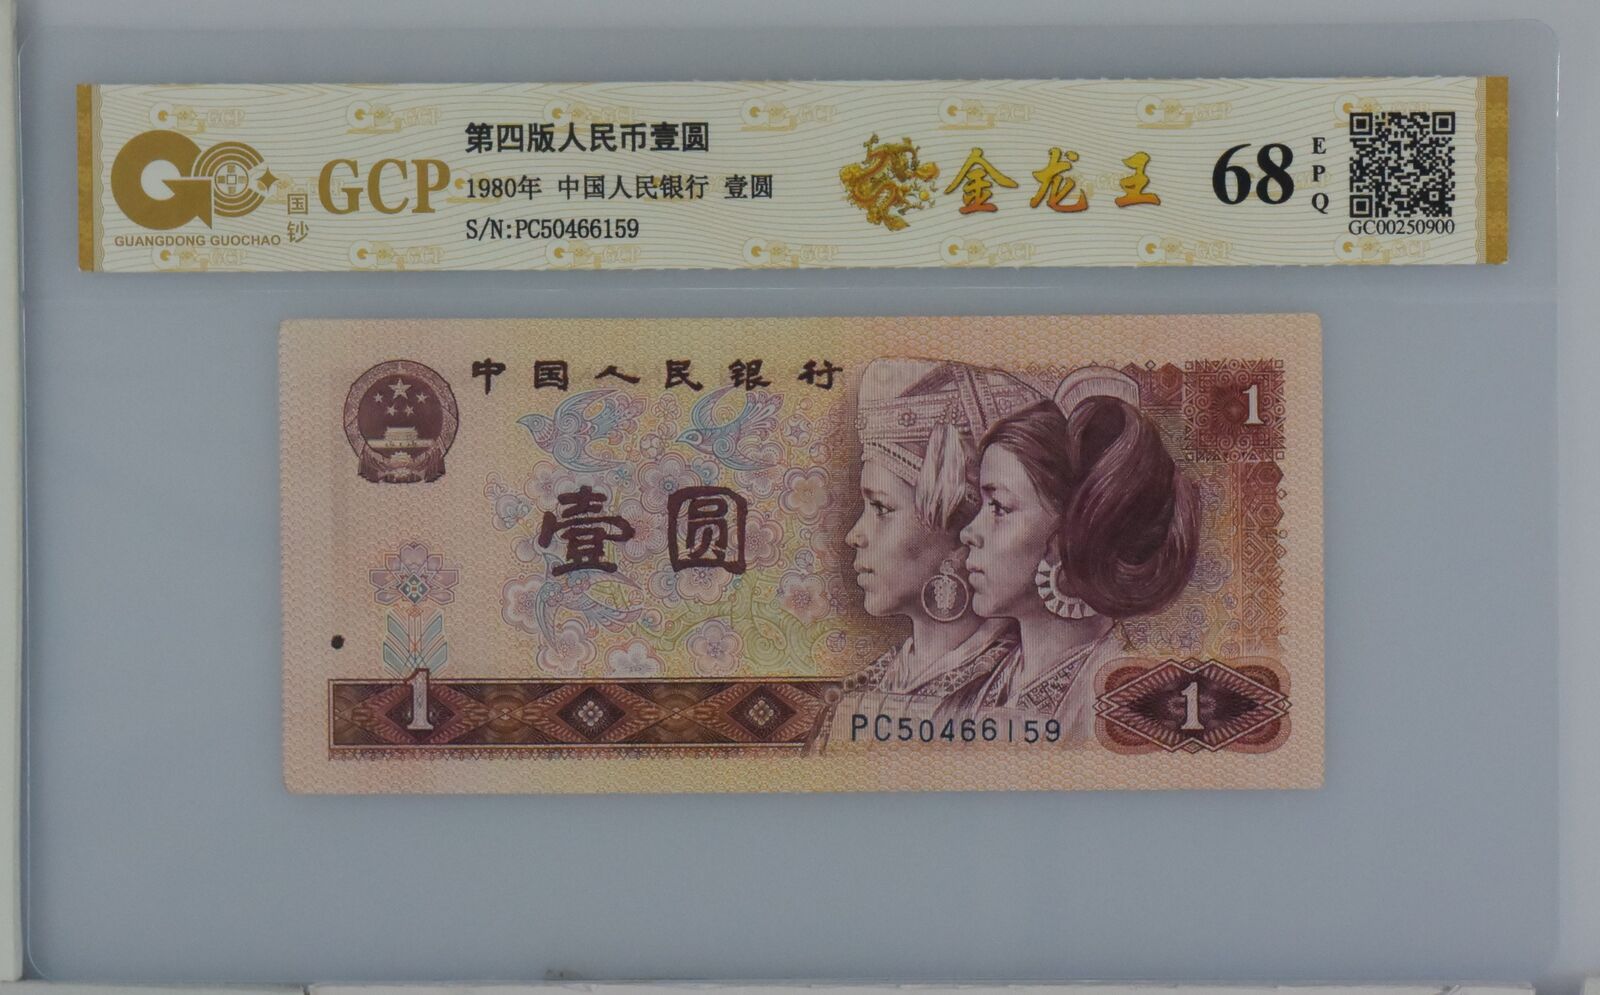 GCP
国钞
GUANGDONG GUOCHAO
第四版人民币壹圆
1980年 中国人民银行 壹圆
S/N:PC50466159
金龙王
68
EPQ
GC00250900
中国人民银行
1
壹圆
1
PC50466159
1